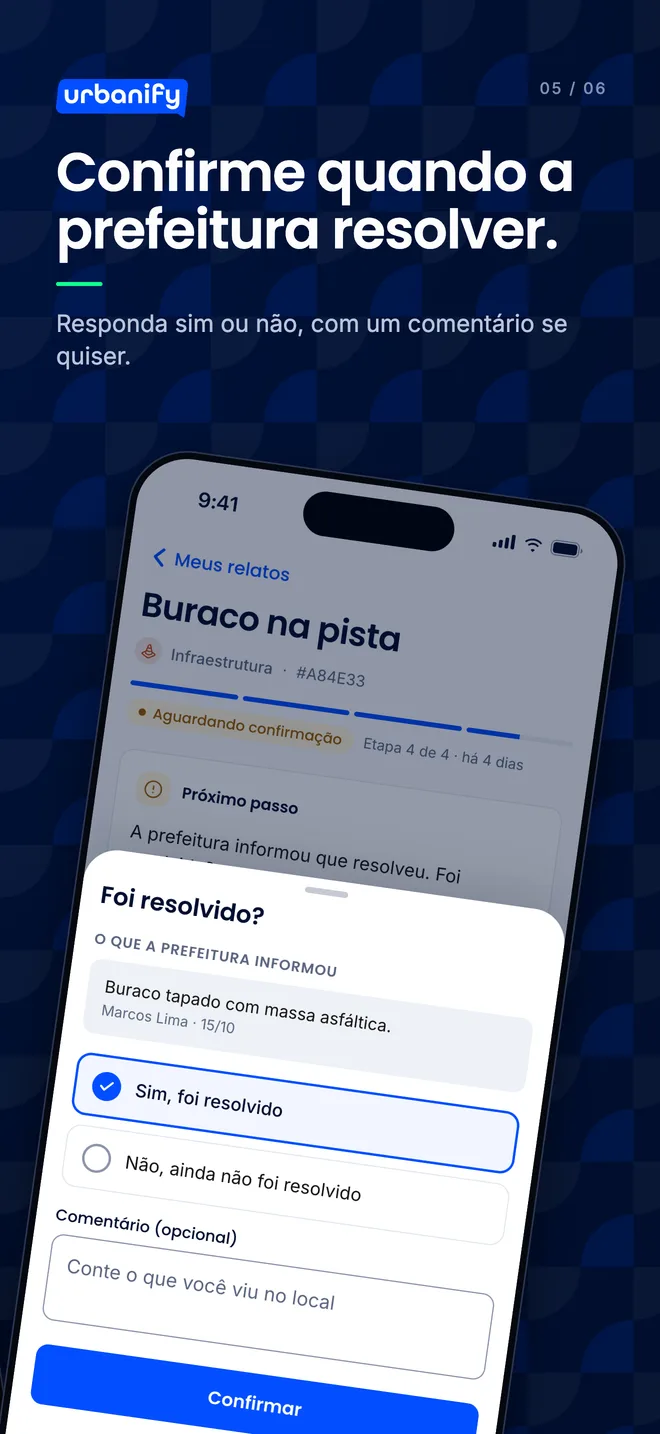 urbanify
05 / 06
Confirme quando a
prefeitura resolver.
Responda sim ou não, com um comentário se
quiser.
9:41
Meus relatos
Buraco na pista
Infraestrutura · #A84E33
Aguardando confirmação
Etapa 4 de 4 · há 4 dias
Próximo passo
A prefeitura informou que resolveu. Foi
Foi resolvido?
O QUE A PREFEITURA INFORMOU
Buraco tapado com massa asfáltica.
Marcos Lima · 15/10
Sim, foi resolvido
Não, ainda não foi resolvido
Comentário (opcional)
Conte o que você viu no local
Confirmar